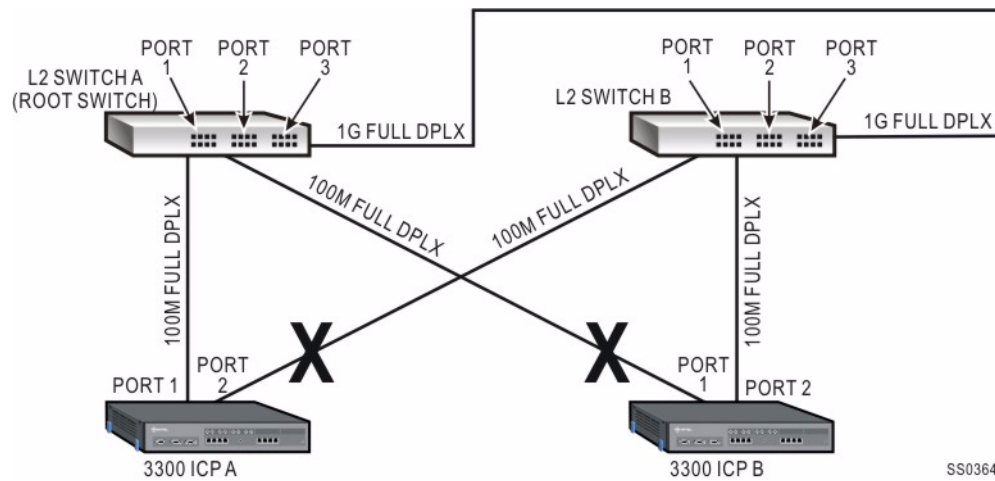 PORT
1
PORT
2
PORT
3
L2 SWITCH A
(ROOT SWITCH)
1G FULL DPLX
PORT
1
PORT
2
PORT
3
L2 SWITCH B
1G FULL DPLX
100M FULL DPLX
100M FULL DPLX
100M FULL DPLX
100M FULL DPLX
X
X
PORT 1
PORT
2
3300 ICP A
PORT
1
PORT 2
3300 ICP B
SS0364